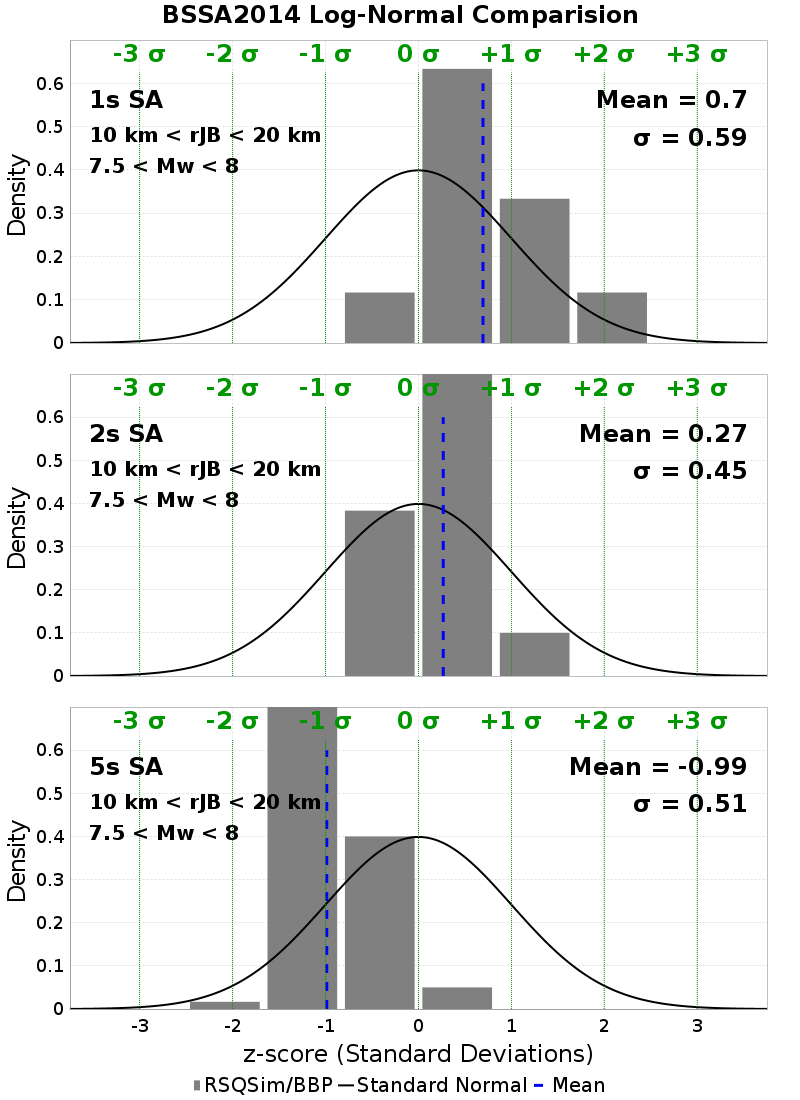 BSSA2014 Log-Normal Comparision
-3 σ -2 σ -1 σ 0 σ +1 σ +2 σ +3 σ
1s SA
Mean = 0.7
10 km < rJB < 20 km
σ = 0.59
7.5 < Mw < 8
Density
0.6
0.5
0.4
0.3
0.2
0.1
0
-3 σ -2 σ -1 σ 0 σ +1 σ +2 σ +3 σ
2s SA
Mean = 0.27
10 km < rJB < 20 km
σ = 0.45
7.5 < Mw < 8
Density
0.6
0.5
0.4
0.3
0.2
0.1
0
-3 σ -2 σ -1 σ 0 σ +1 σ +2 σ +3 σ
5s SA
Mean = -0.99
10 km < rJB < 20 km
σ = 0.51
7.5 < Mw < 8
Density
0.6
0.5
0.4
0.3
0.2
0.1
0
-3 -2 -1 0 1 2 3
z-score (Standard Deviations)
RSQSim/BBP Standard Normal Mean